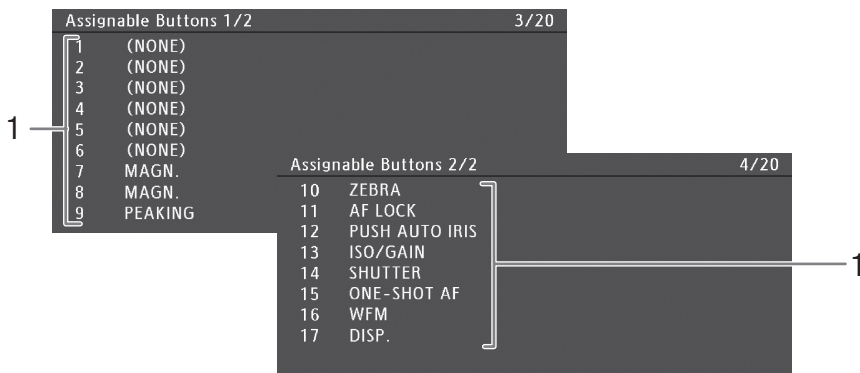 Assignable Buttons 1/2 3/20
1 (NONE)
2 (NONE)
3 (NONE)
4 (NONE)
5 (NONE)
6 (NONE)
7 MAGN.
8 MAGN.
9 PEAKING
1
Assignable Buttons 2/2 4/20
10 ZEBRA
11 AF LOCK
12 PUSH AUTO IRIS
13 ISO/GAIN
14 SHUTTER
15 ONE-SHOT AF
16 WFM
17 DISP.
1